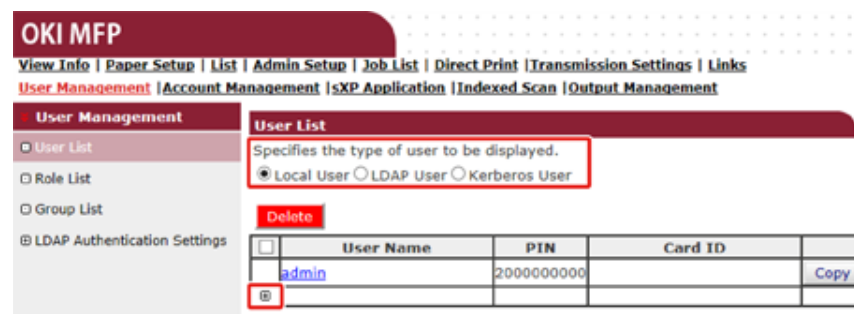 OKI MFP
View Info | Paper Setup | List | Admin Setup | Job List | Direct Print |Transmission Settings | Links
User Management |Account Management |sXP Application |Indexed Scan |Output Management
User Management
User List
Role List
Group List
LDAP Authentication Settings
User List
Specifies the type of user to be displayed.
Local User LDAP User Kerberos User
Delete
User Name PIN Card ID
admin 2000000000 Copy